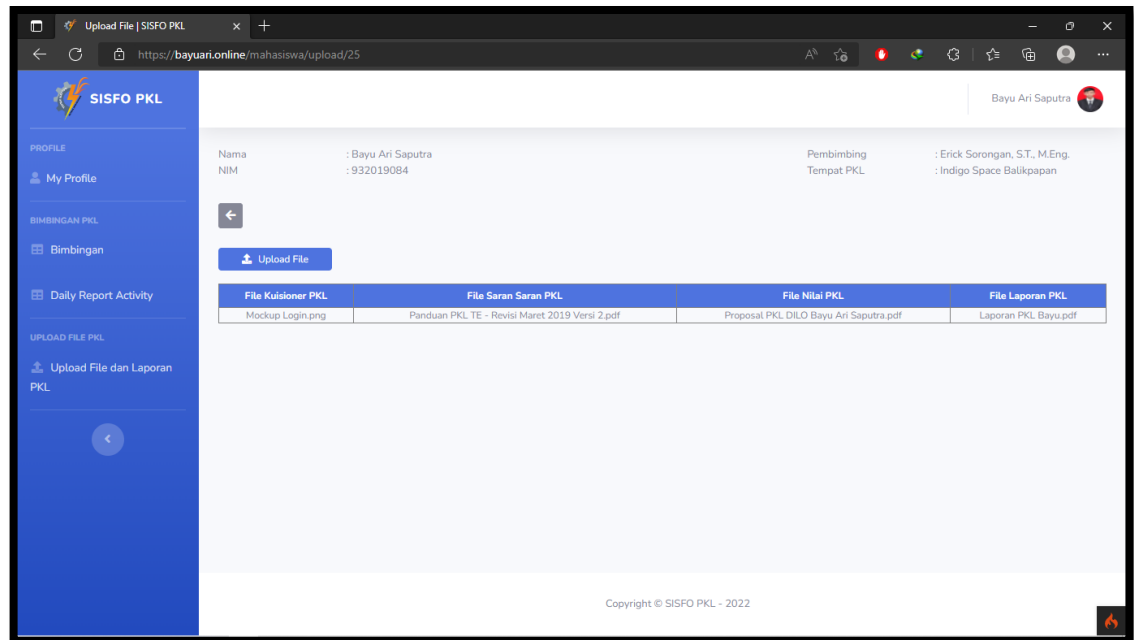 Upload File | SISFO PKL
https://bayuari.online/mahasiswa/upload/25
SISFO PKL
Bayu Ari Saputra
PROFILE
My Profile
BIMBINGAN PKL
Bimbingan
Daily Report Activity
UPLOAD FILE PKL
Upload File dan Laporan
PKL
Nama : Bayu Ari Saputra Pembimbing : Erick Sorongan, S.T., M.Eng.
NIM : 932019084 Tempat PKL : Indigo Space Balikpapan
Upload File
File Kuisioner PKL File Saran Saran PKL File Nilai PKL File Laporan PKL
Mockup Login.png Panduan PKL TE - Revisi Maret 2019 Versi 2.pdf Proposal PKL DILO Bayu Ari Saputra.pdf Laporan PKL Bayu.pdf
Copyright © SISFO PKL - 2022